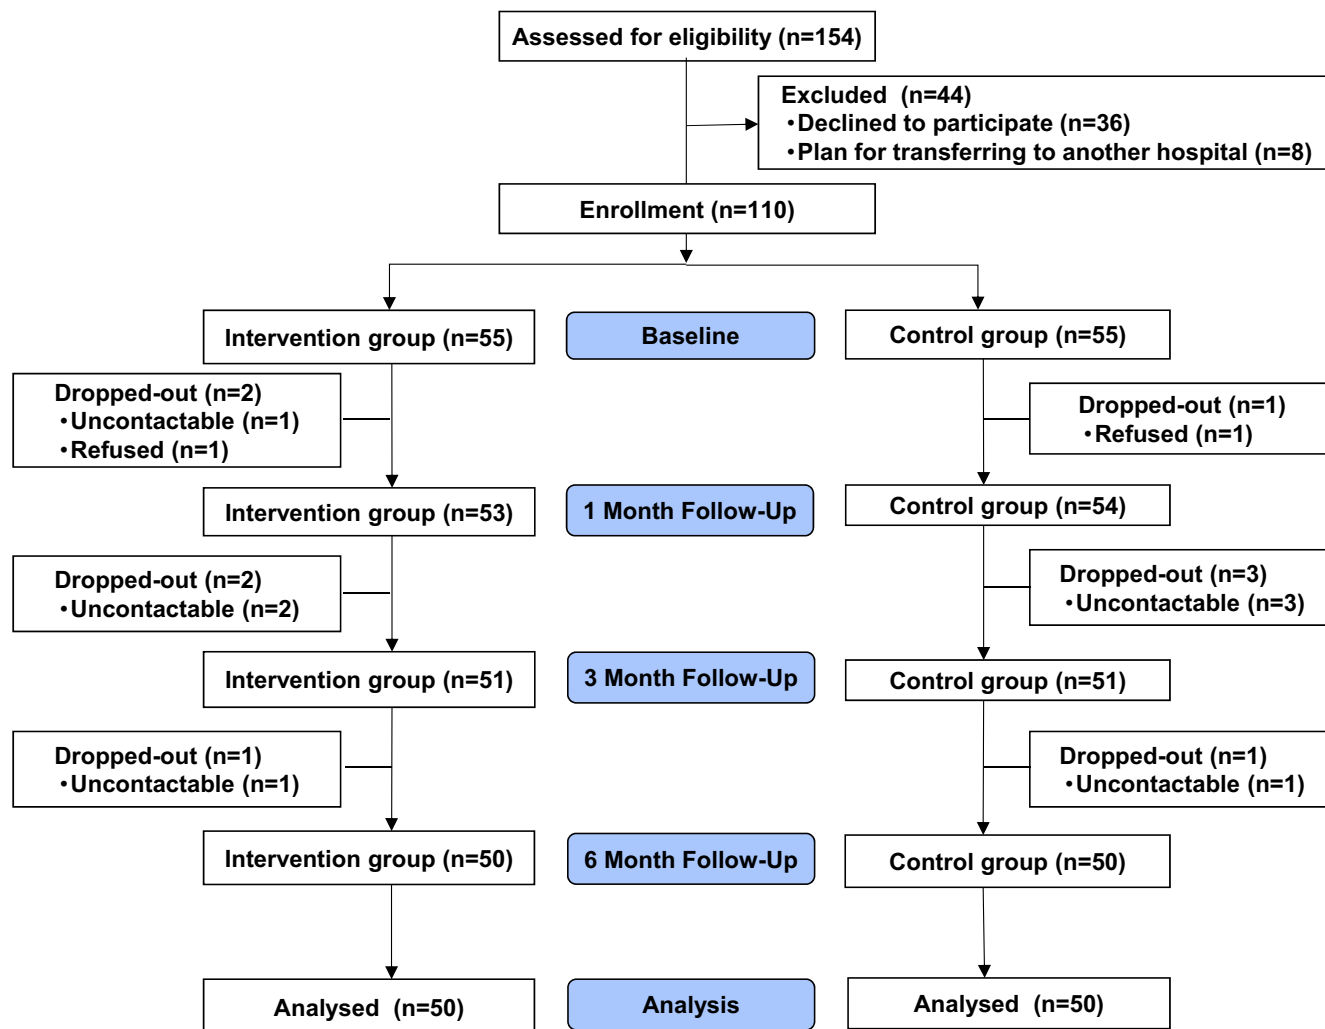 Assessed for eligibility (n=154)
Excluded  (n=44)
・Declined to participate (n=36)
・Plan for transferring to another hospital (n=8)
Enrollment (n=110)
Intervention group (n=55)
Baseline
Control group (n=55)
Dropped-out (n=2)
・Uncontactable (n=1)
・Refused (n=1)
Dropped-out (n=1)
・Refused (n=1)
Intervention group (n=53)
1 Month Follow-Up
Control group (n=54)
Dropped-out (n=2)
・Uncontactable (n=2)
Dropped-out (n=3)
・Uncontactable (n=3)
Intervention group (n=51)
3 Month Follow-Up
Control group (n=51)
Dropped-out (n=1)
・Uncontactable (n=1)
Dropped-out (n=1)
・Uncontactable (n=1)
Intervention group (n=50)
6 Month Follow-Up
Control group (n=50)
Analysed  (n=50)
Analysis
Analysed  (n=50)